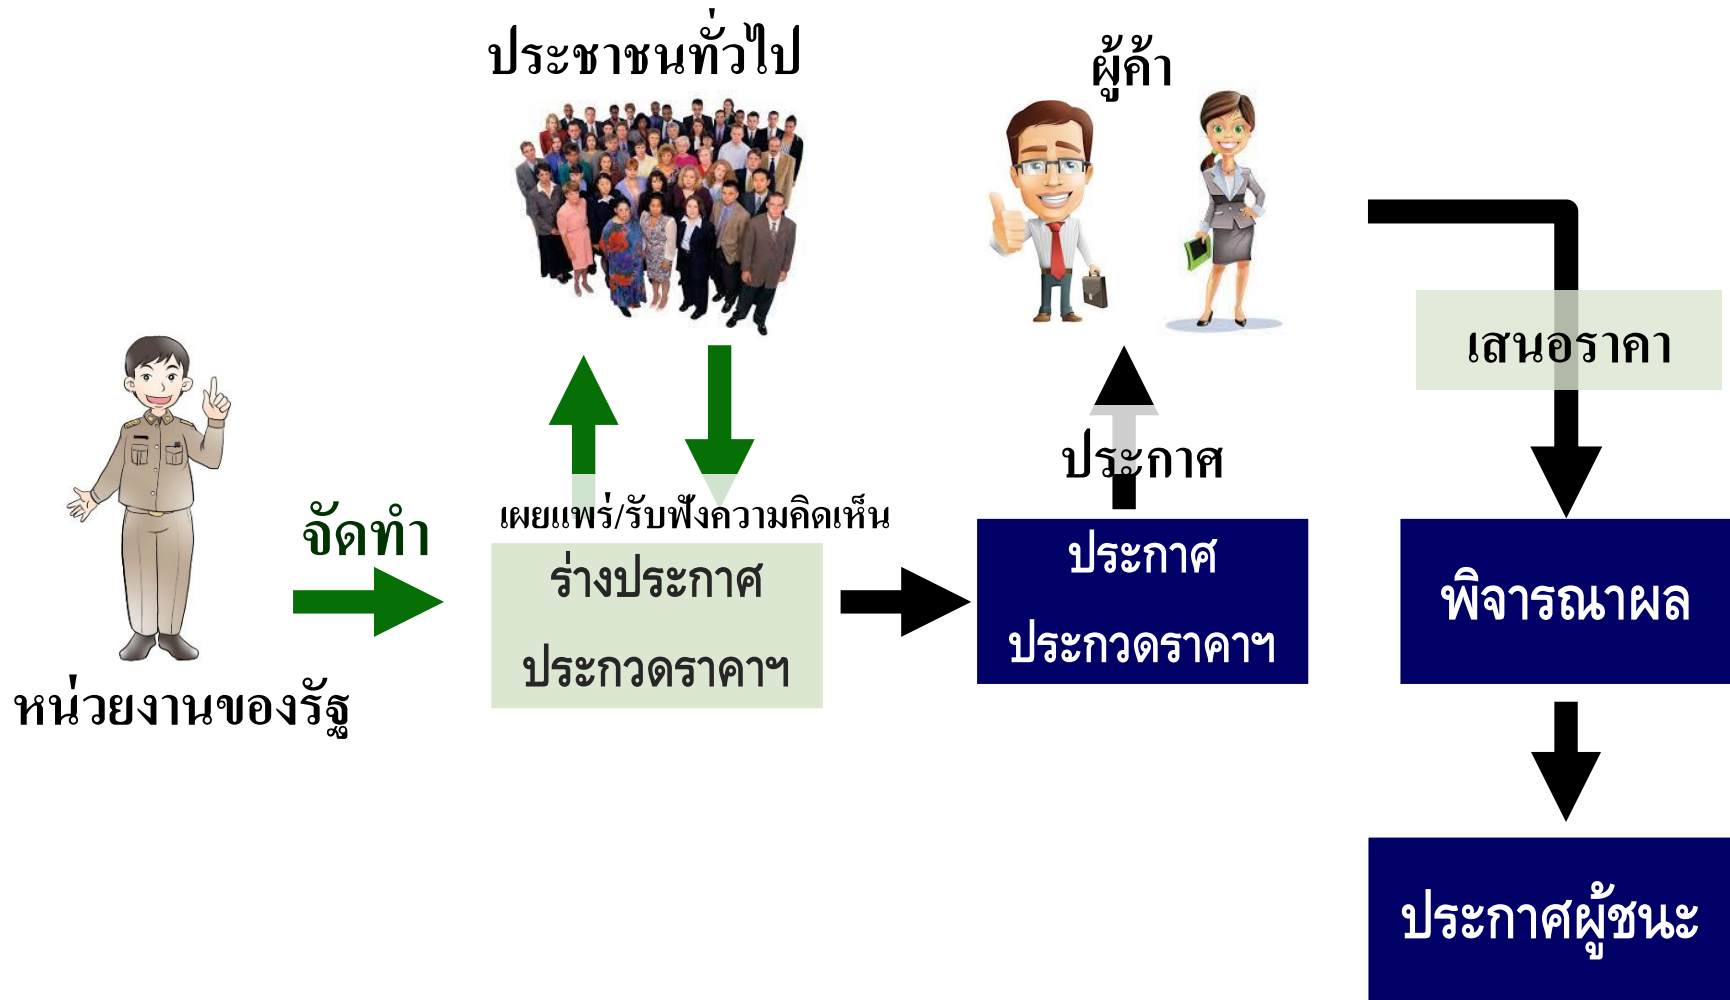 ประชาชนทั่วไป
ผู้ค้า
เสนอราคา
ประกาศ
จัดทำ
เผยแพร่/รับฟังความคิดเห็น
ร่างประกาศ
ประกวดราคาฯ
ประกาศ
ประกวดราคาฯ
พิจารณาผล
หน่วยงานของรัฐ
ประกาศผู้ชนะ